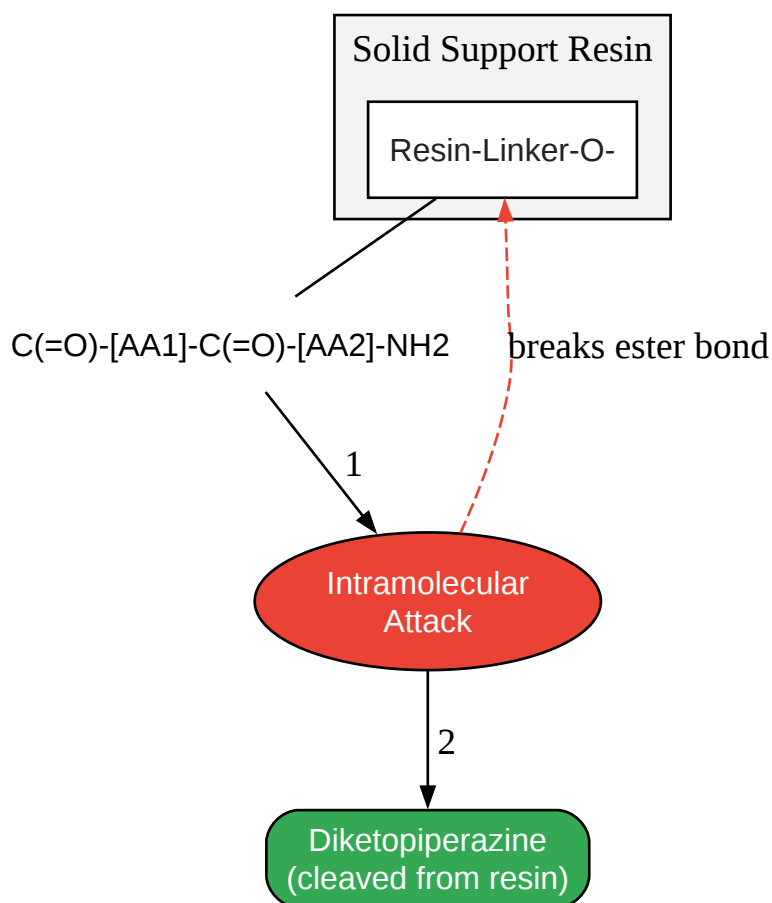 Solid Support Resin
Resin-Linker-O-
C(=O)-[AA1]-C(=O)-[AA2]-NH2
breaks ester bond
1
Intramolecular
Attack
2
Diketopiperazine
(cleaved from resin)